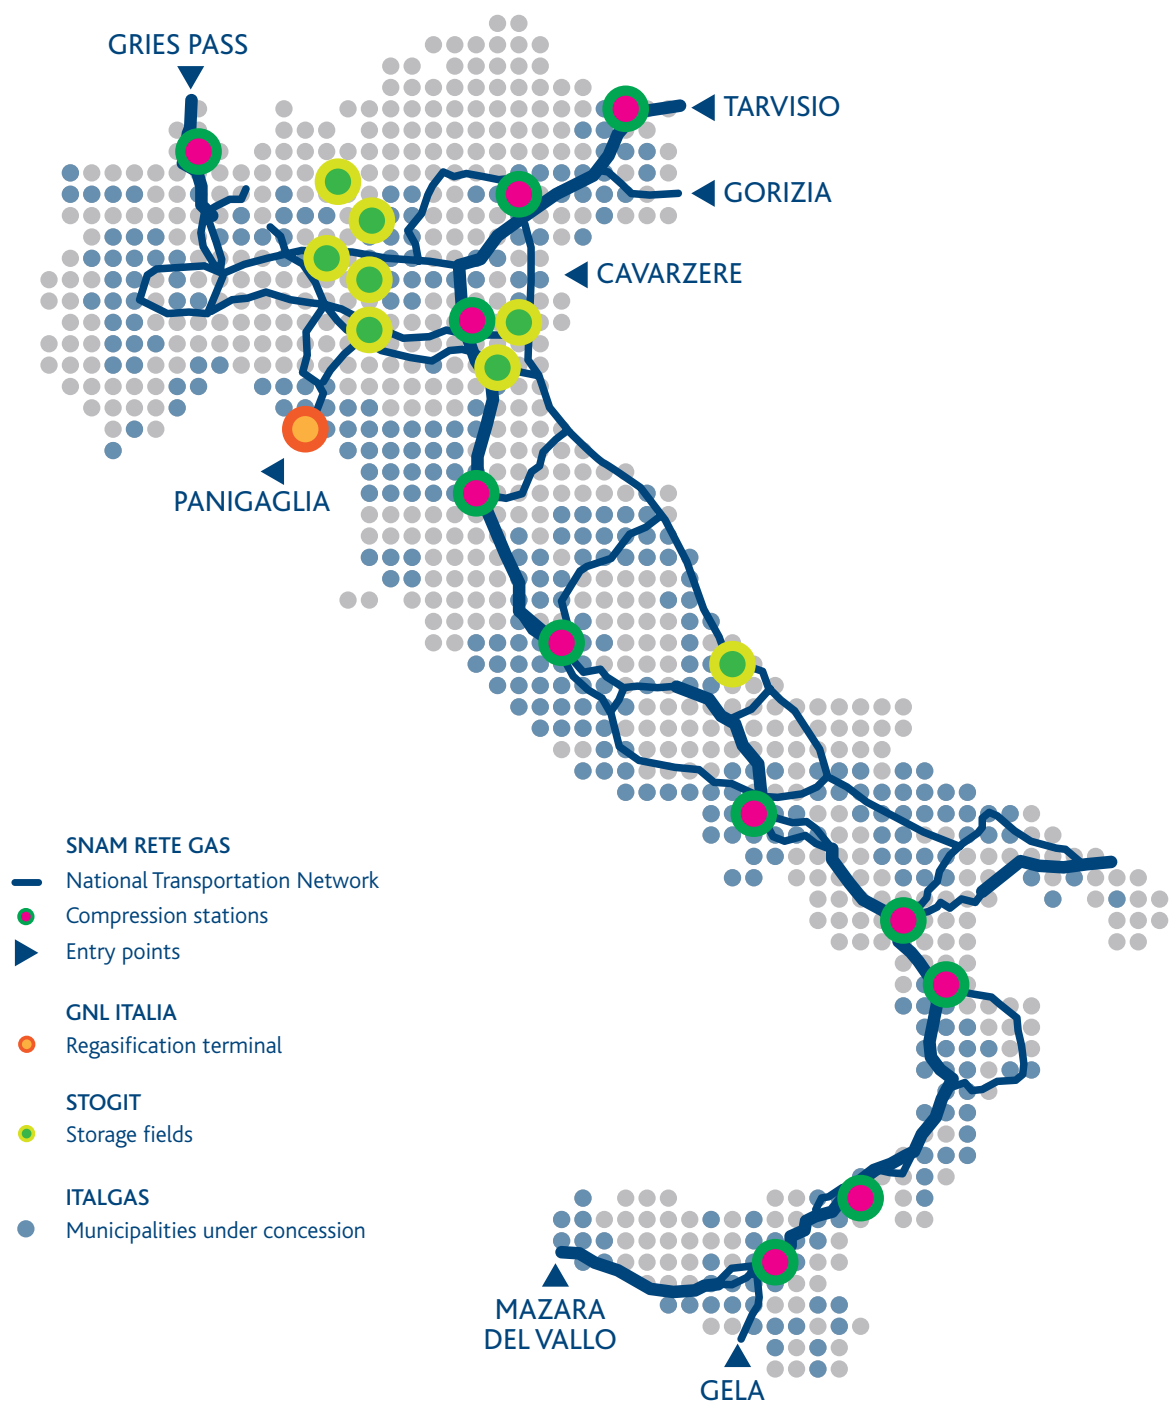 GRIES PASS
TARVISIO
GORIZIA
CAVARZERE
PANIGAGLIA
SNAM RETE GAS
National Transportation Network
Compression stations
Entry points
GNL ITALIA
Regasification terminal
STOGIT
Storage fields
ITALGAS
Municipalities under concession
MAZARA
DEL VALLO
GELA